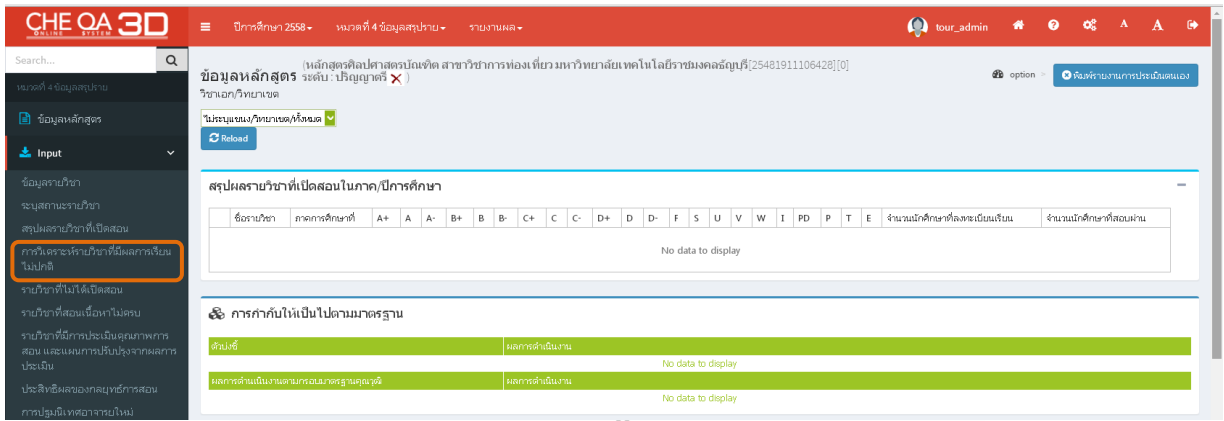 CHE QA 3D
ONLINE SYSTEM
ปีการศึกษา 2558
หมวดที่ 4 ข้อมูลสรุปราย
รายงานผล
tour_admin
A
A
Search...
หมวดที่ 4 ข้อมูลสรุปราย
ข้อมูลหลักสูตร
Input
ข้อมูลรายวิชา
ระบุสถานะรายวิชา
สรุปผลรายวิชาที่เปิดสอน
การวิเคราะห์รายวิชาที่มีผลการเรียน
ไม่ปกติ
รายวิชาที่ไม่ได้เปิดสอน
รายวิชาที่สอนเนื้อหาไม่ครบ
รายวิชาที่มีการประเมินคุณภาพการ
สอน และแผนการปรับปรุงจากผลการ
ประเมิน
ประสิทธิผลของกลยุทธ์การสอน
การปฐมนิเทศอาจารย์ใหม่
ข้อมูลหลักสูตร (หลักสูตรศิลปศาสตรบัณฑิต สาขาวิชาการท่องเที่ยว มหาวิทยาลัยเทคโนโลยีราชมงคลธัญบุรี[25481911106428][0]
ระดับ : ปริญญาตรี )
วิชาเอก/วิทยาเขต
ไม่ระบุแขนง/วิทยาเขต/ทั้งหมด
Reload
option >
พิมพ์รายงานการประเมินตนเอง
สรุปผลรายวิชาที่เปิดสอนในภาค/ปีการศึกษา
ชื่อรายวิชา ภาคการศึกษาที่ A+ A A- B+ B B- C+ C C- D+ D D- F S U V W I PD P T E จำนวนนักศึกษาที่ลงทะเบียนเรียน จำนวนนักศึกษาที่สอบผ่าน
No data to display
การกำกับให้เป็นไปตามมาตรฐาน
ตัวบ่งชี้ ผลการดำเนินงาน
No data to display
ผลการดำเนินงานตามกรอบมาตรฐานคุณวุฒิ ผลการดำเนินงาน
No data to display